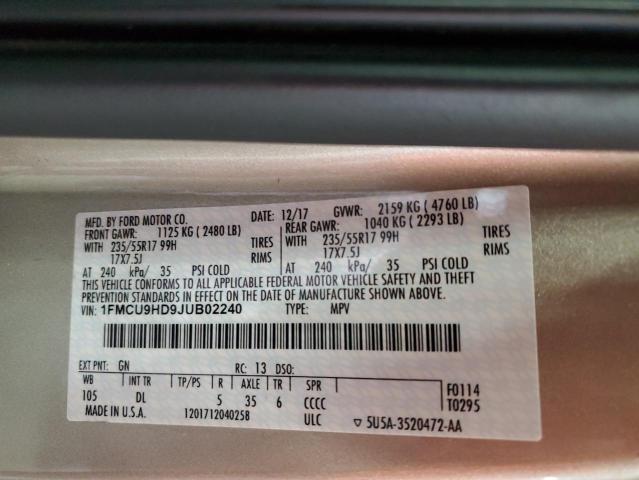 MFD. BY FORD MOTOR CO. DATE: 12/17 GVWR: 2159 KG ( 4760 LB)
FRONT GAWR: 1125 KG ( 2480 LB) REAR GAWR: 1040 KG ( 2293 LB)
WITH 235/55R17 99H TIRES WITH 235/55R17 99H TIRES
17X7.5J RIMS 17X7.5J RIMS
AT 240 kPa/ 35 PSI COLD AT 240 kPa/ 35 PSI COLD
THIS VEHICLE CONFORMS TO ALL APPLICABLE FEDERAL MOTOR VEHICLE SAFETY AND THEFT
PREVENTION STANDARDS IN EFFECT ON THE DATE OF MANUFACTURE SHOWN ABOVE.
VIN: 1FMCU9HD9JUB02240 TYPE: MPV
EXT PNT: GN RC: 13 DSO:
WB INT TR TP/PS R AXLE TR SPR F0114
105 DL 5 35 6 CCCC T0295
MADE IN U.S.A. 12017120402​58 ULC ▽ 5U5A-3520472-AA